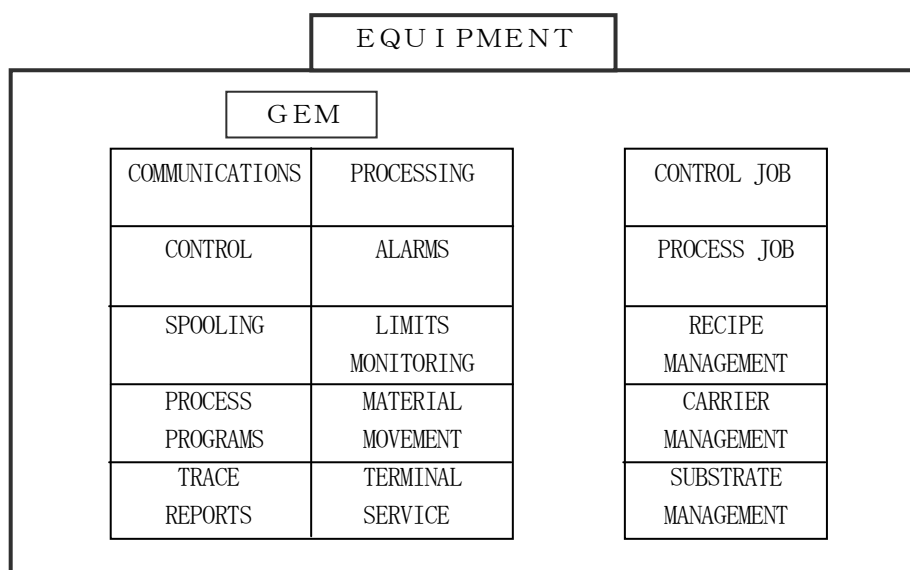 EQUIPMENT
GEM
COMMUNICATIONS
PROCESSING
CONTROL JOB
CONTROL
ALARMS
PROCESS JOB
SPOOLING
LIMITS
MONITORING
RECIPE
MANAGEMENT
PROCESS
PROGRAMS
MATERIAL
MOVEMENT
CARRIER
MANAGEMENT
TRACE
REPORTS
TERMINAL
SERVICE
SUBSTRATE
MANAGEMENT